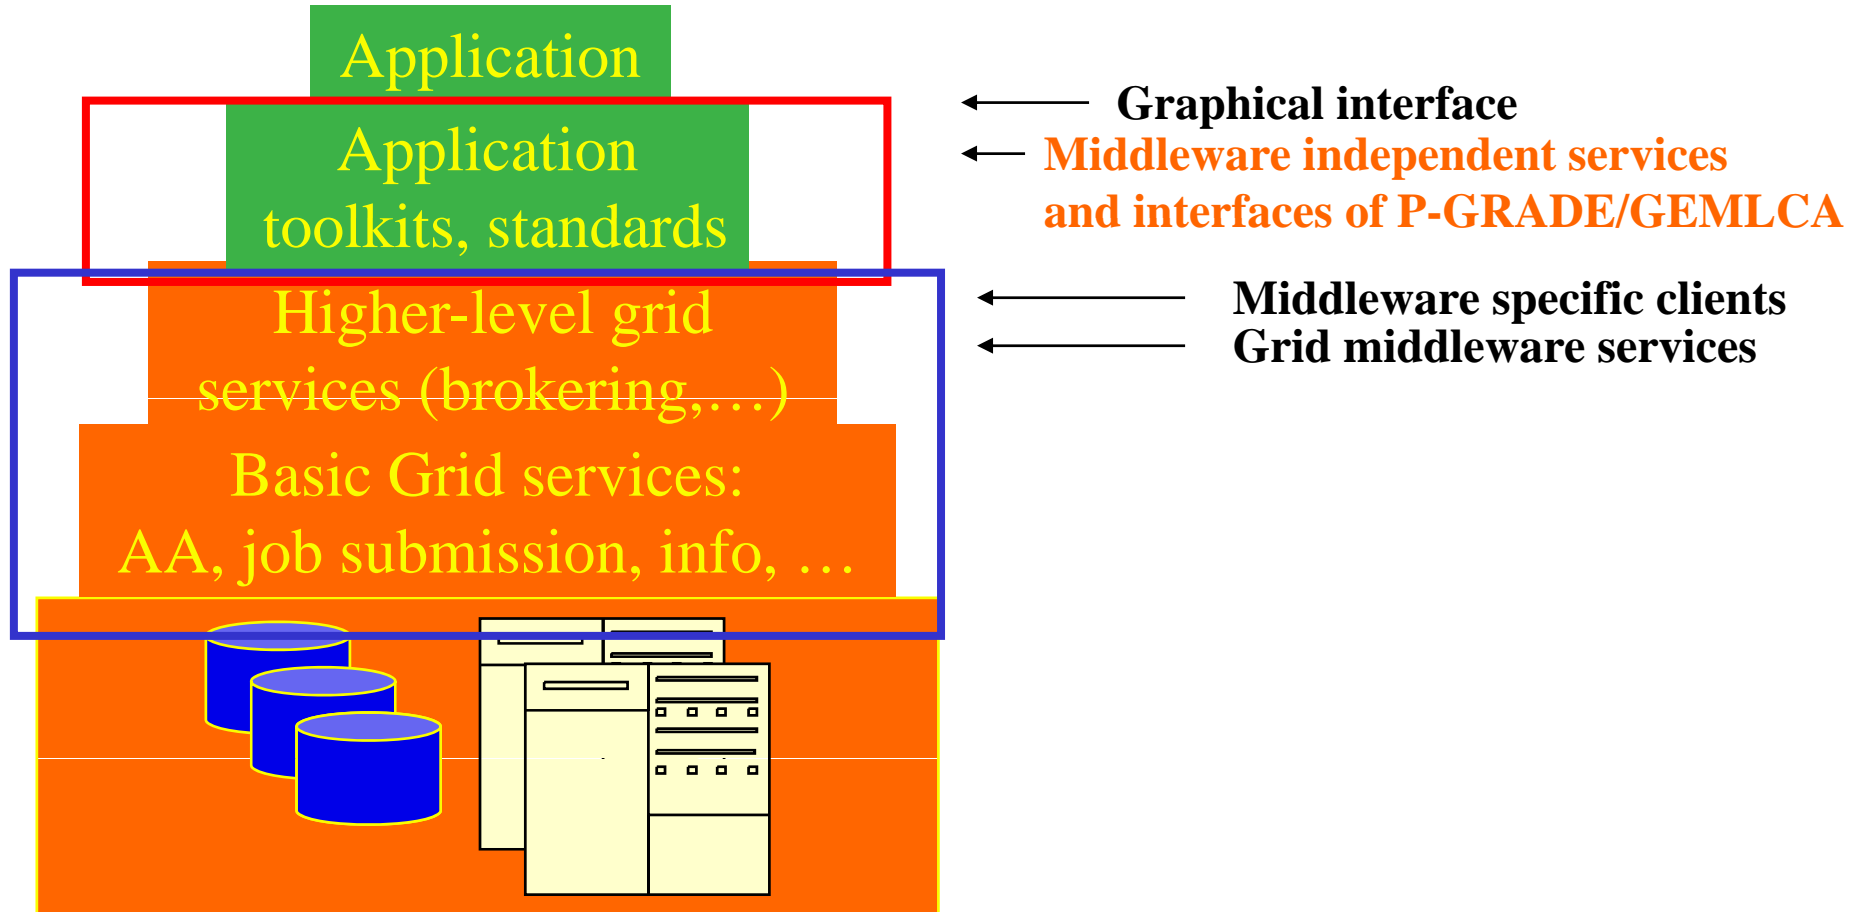 Application
Application
toolkits, standards
Higher-level grid
services (brokering,…)
Basic Grid services:
AA, job submission, info, …
Graphical interface
Middleware independent services
and interfaces of P-GRADE/GEMLCA
Middleware specific clients
Grid middleware services